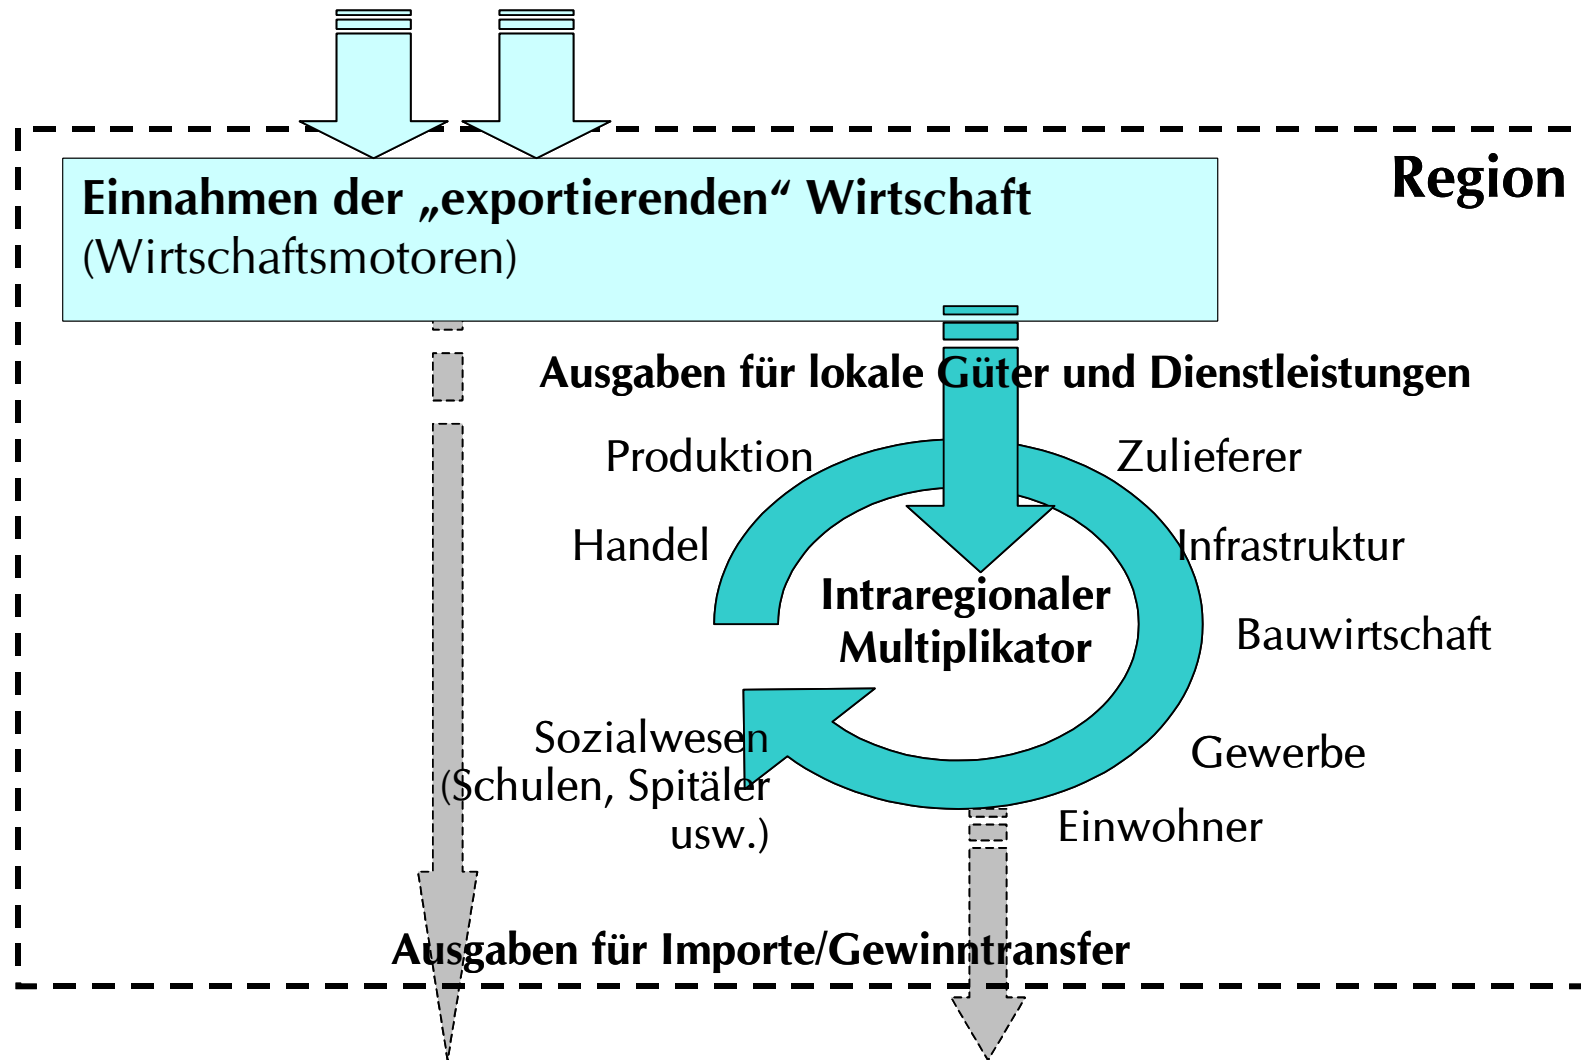 Region
Einnahmen der „exportierenden“ Wirtschaft
(Wirtschaftsmotoren)
Ausgaben für lokale Güter und Dienstleistungen
Produktion
Zulieferer
Handel
Infrastruktur
Intraregionaler
Multiplikator
Bauwirtschaft
Sozialwesen
(Schulen, Spitäler
usw.)
Gewerbe
Einwohner
Ausgaben für Importe/Gewinntransfer